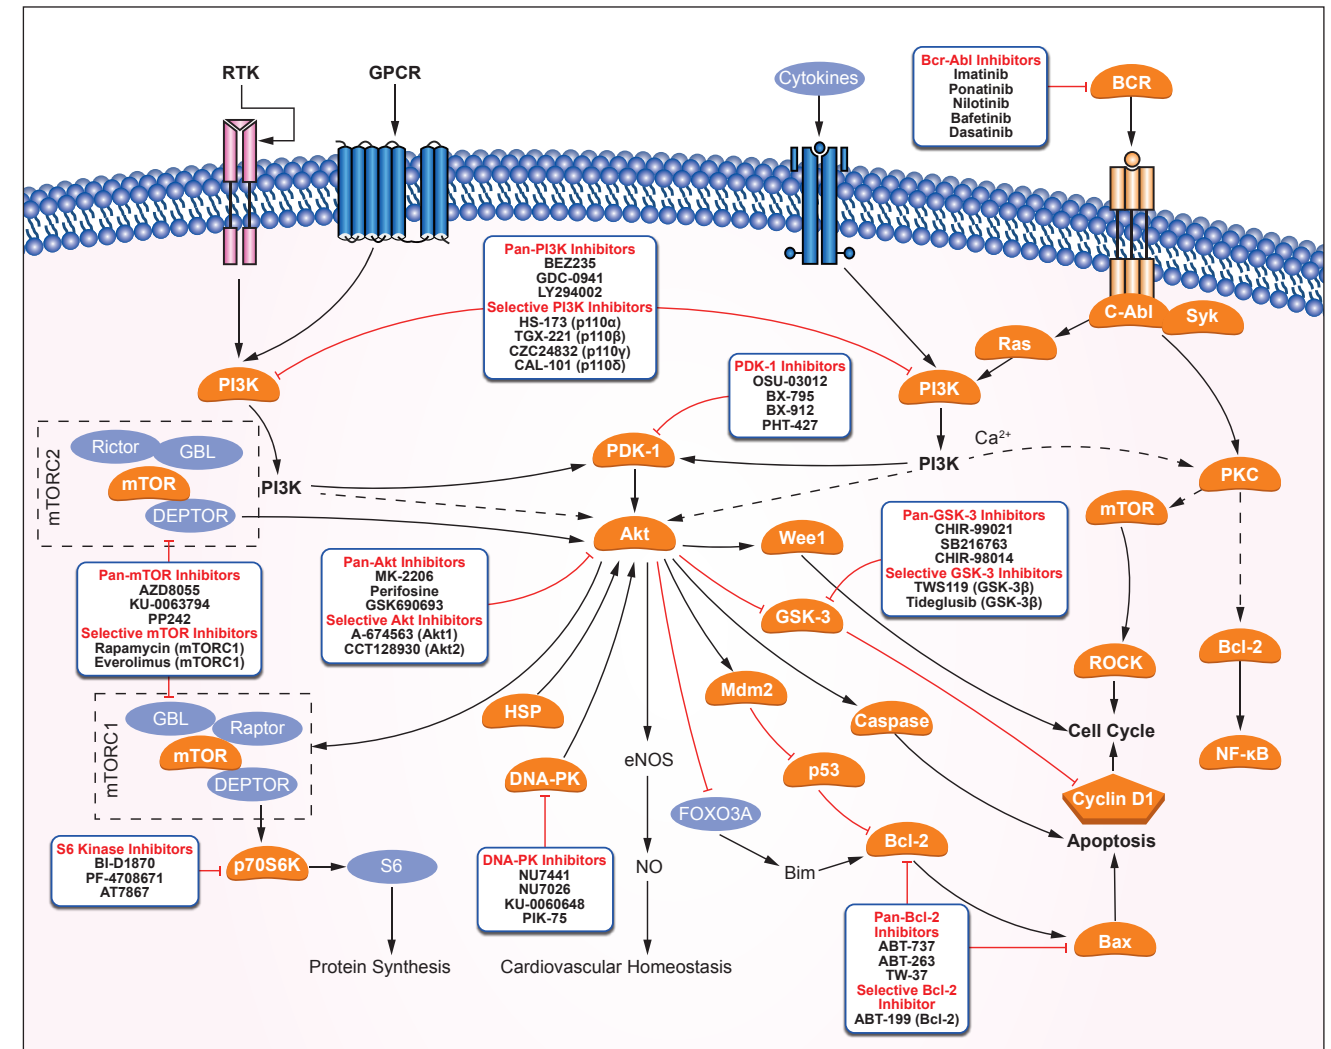 RTK
GPCR
Cytokines
Bcr-Abl Inhibitors
Imatinib
Ponatinib
Nilotinib
Bafetinib
Dasatinib
BCR
Pan-PI3K Inhibitors
BEZ235
GDC-0941
LY294002
Selective PI3K Inhibitors
HS-173 (p110α)
TGX-221 (p110β)
CZC24832 (p110γ)
CAL-101 (p110δ)
C-Abl
Syk
Ras
PI3K
PI3K
PDK-1 Inhibitors
OSU-03012
BX-795
BX-912
PHT-427
mTORC2
Rictor
GBL
mTOR
DEPTOR
PI3K
PDK-1
PI3K
Ca2+
PKC
mTOR
Akt
Wee1
Pan-GSK-3 Inhibitors
CHIR-99021
SB216763
CHIR-98014
Selective GSK-3 Inhibitors
TWS119 (GSK-3β)
Tideglusib (GSK-3β)
Pan-mTOR Inhibitors
AZD8055
KU-0063794
PP242
Selective mTOR Inhibitors
Rapamycin (mTORC1)
Everolimus (mTORC1)
Pan-Akt Inhibitors
MK-2206
Perifosine
GSK690693
Selective Akt Inhibitors
A-674563 (Akt1)
CCT128930 (Akt2)
GSK-3
Bcl-2
ROCK
mTORC1
GBL
Raptor
mTOR
DEPTOR
HSP
Mdm2
Caspase
Cell Cycle
NF-κB
DNA-PK
eNOS
p53
Cyclin D1
FOXO3A
Apoptosis
Bcl-2
S6 Kinase Inhibitors
BI-D1870
PF-4708671
AT7867
p70S6K
S6
DNA-PK Inhibitors
NU7441
NU7026
KU-0060648
PIK-75
NO
Bim
Pan-Bcl-2
Inhibitors
ABT-737
ABT-263
TW-37
Selective Bcl-2
Inhibitor
ABT-199 (Bcl-2)
Bax
Protein Synthesis
Cardiovascular Homeostasis